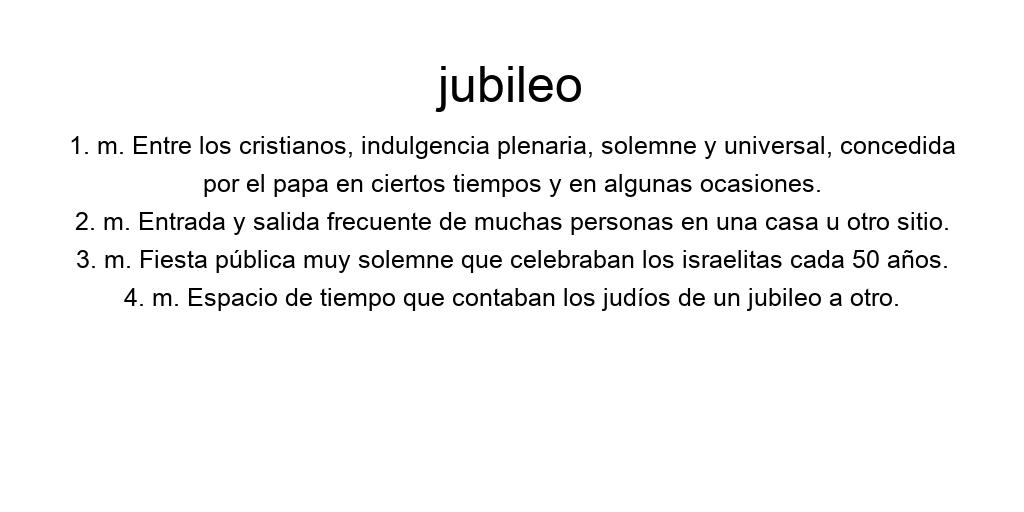 jubileo
1. m. Entre los cristianos, indulgencia plenaria, solemne y universal, concedida
por el papa en ciertos tiempos y en algunas ocasiones.
2. m. Entrada y salida frecuente de muchas personas en una casa u otro sitio.
3. m. Fiesta pública muy solemne que celebraban los israelitas cada 50 años.
4. m. Espacio de tiempo que contaban los judíos de un jubileo a otro.